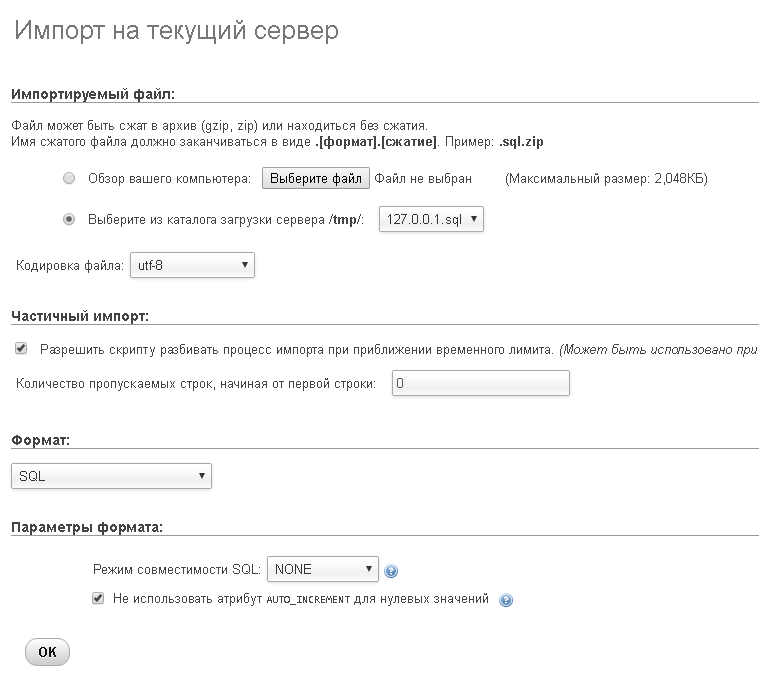 Импорт на текущий сервер
Импортируемый файл:
Файл может быть сжат в архив (gzip, zip) или находиться без сжатия.
Имя сжатого файла должно заканчиваться в виде .[формат].[сжатие]. Пример: .sql.zip
Обзор вашего компьютера: Выберите файл Файл не выбран (Максимальный размер: 2,048КБ)
Выберите из каталога загрузки сервера /tmp/: 127.0.0.1.sql
Кодировка файла: utf-8
Частичный импорт:
Разрешить скрипту разбивать процесс импорта при приближении временного лимита. (Может быть использовано при
Количество пропускаемых строк, начиная от первой строки: 0
Формат:
SQL
Параметры формата:
Режим совместимости SQL: NONE
Не использовать атрибут AUTO_INCREMENT для нулевых значений
OK